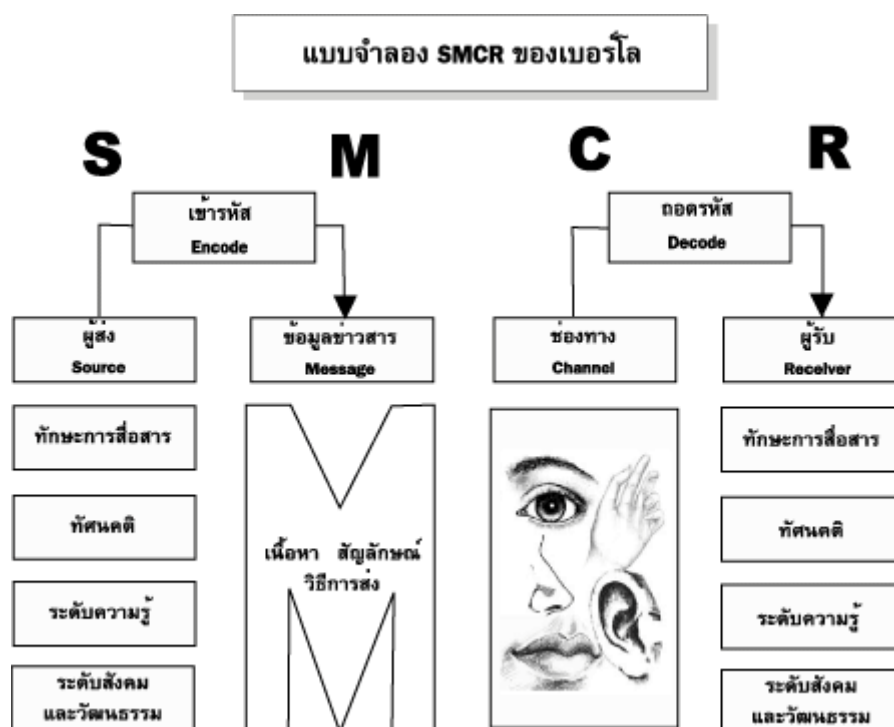 แบบจำลอง SMCR ของเบอร์โล
S M C R
เข้ารหัส
Encode
ถอดรหัส
Decode
ผู้ส่ง
Source
ข้อมูลข่าวสาร
Message
ช่องทาง
Channel
ผู้รับ
Receiver
ทักษะการสื่อสาร
ทัศนคติ
ระดับความรู้
ระดับสังคม
และวัฒนธรรม
เนื้อหา สัญลักษณ์
วิธีการส่ง
ทักษะการสื่อสาร
ทัศนคติ
ระดับความรู้
ระดับสังคม
และวัฒนธรรม